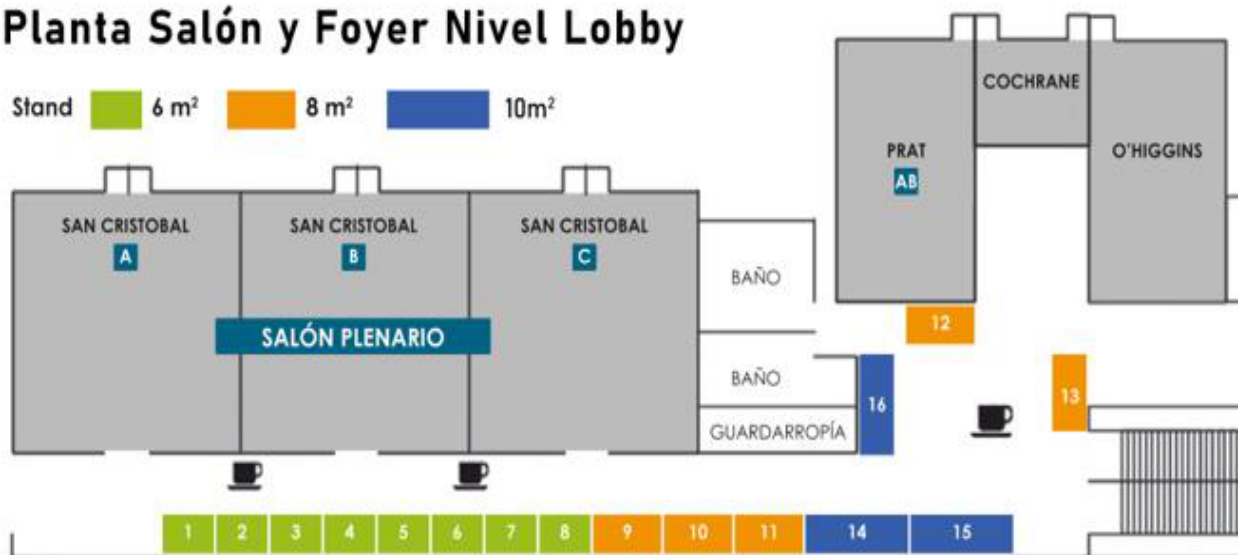 Planta Salón y Foyer Nivel Lobby
Stand 6 m² 8 m² 10m²
COCHRANE
PRAT
AB
O'HIGGINS
SAN CRISTOBAL
A
SAN CRISTOBAL
B
SAN CRISTOBAL
C
SALÓN PLENARIO
BAÑO
BAÑO
GUARDARROPÍA
12
13
16
1 2 3 4 5 6 7 8 9 10 11 14 15